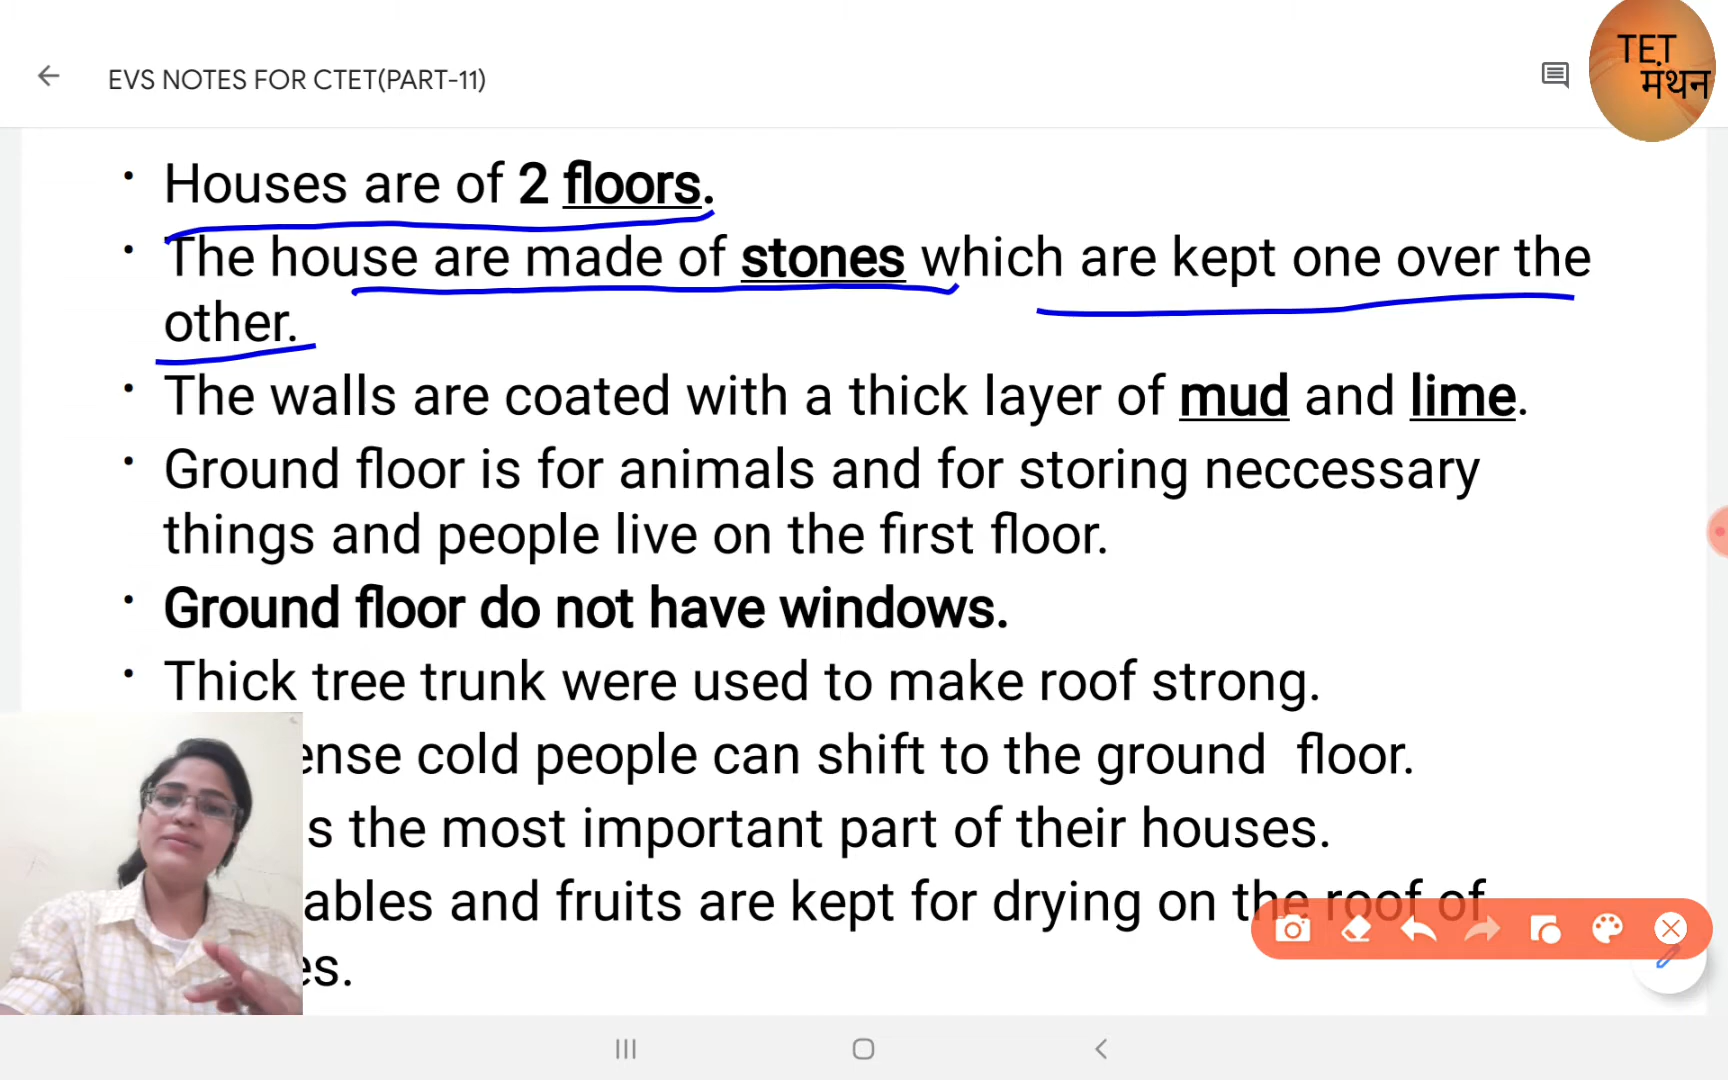 EVS NOTES FOR CTET(PART-11)
TET
मंथन
• Houses are of 2 floors.
• The house are made of stones which are kept one over the
other.
• The walls are coated with a thick layer of mud and lime.
• Ground floor is for animals and for storing neccessary
things and people live on the first floor.
• Ground floor do not have windows.
• Thick tree trunk were used to make roof strong.
ense cold people can shift to the ground floor.
s the most important part of their houses.
ables and fruits are kept for drying on the roof of
es.